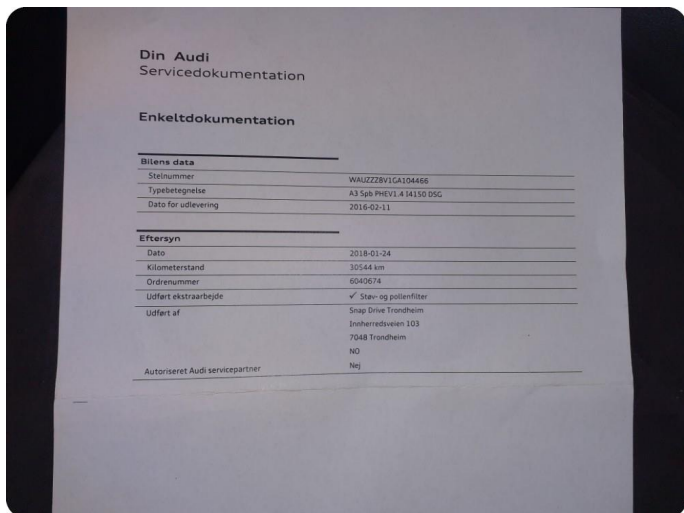 Din Audi
Servicedokumentation
Enkeltdokumentation
Bilens data
Stelnummer WAUZZZ8V1GA104466
Typebetegnelse A3 Spb PHEV1.4 I4150 D5G
Dato for udlevering 2016-02-11
Eftersyn
Dato 2018-01-24
Kilometerstand 30544 km
Ordrenummer 6040674
Udført ekstraarbejde ✓ Støv- og pollenfilter
Udført af Snap Drive Trondheim
Innherredsveien 103
7048 Trondheim
NO
Autoriseret Audi servicepartner Nej